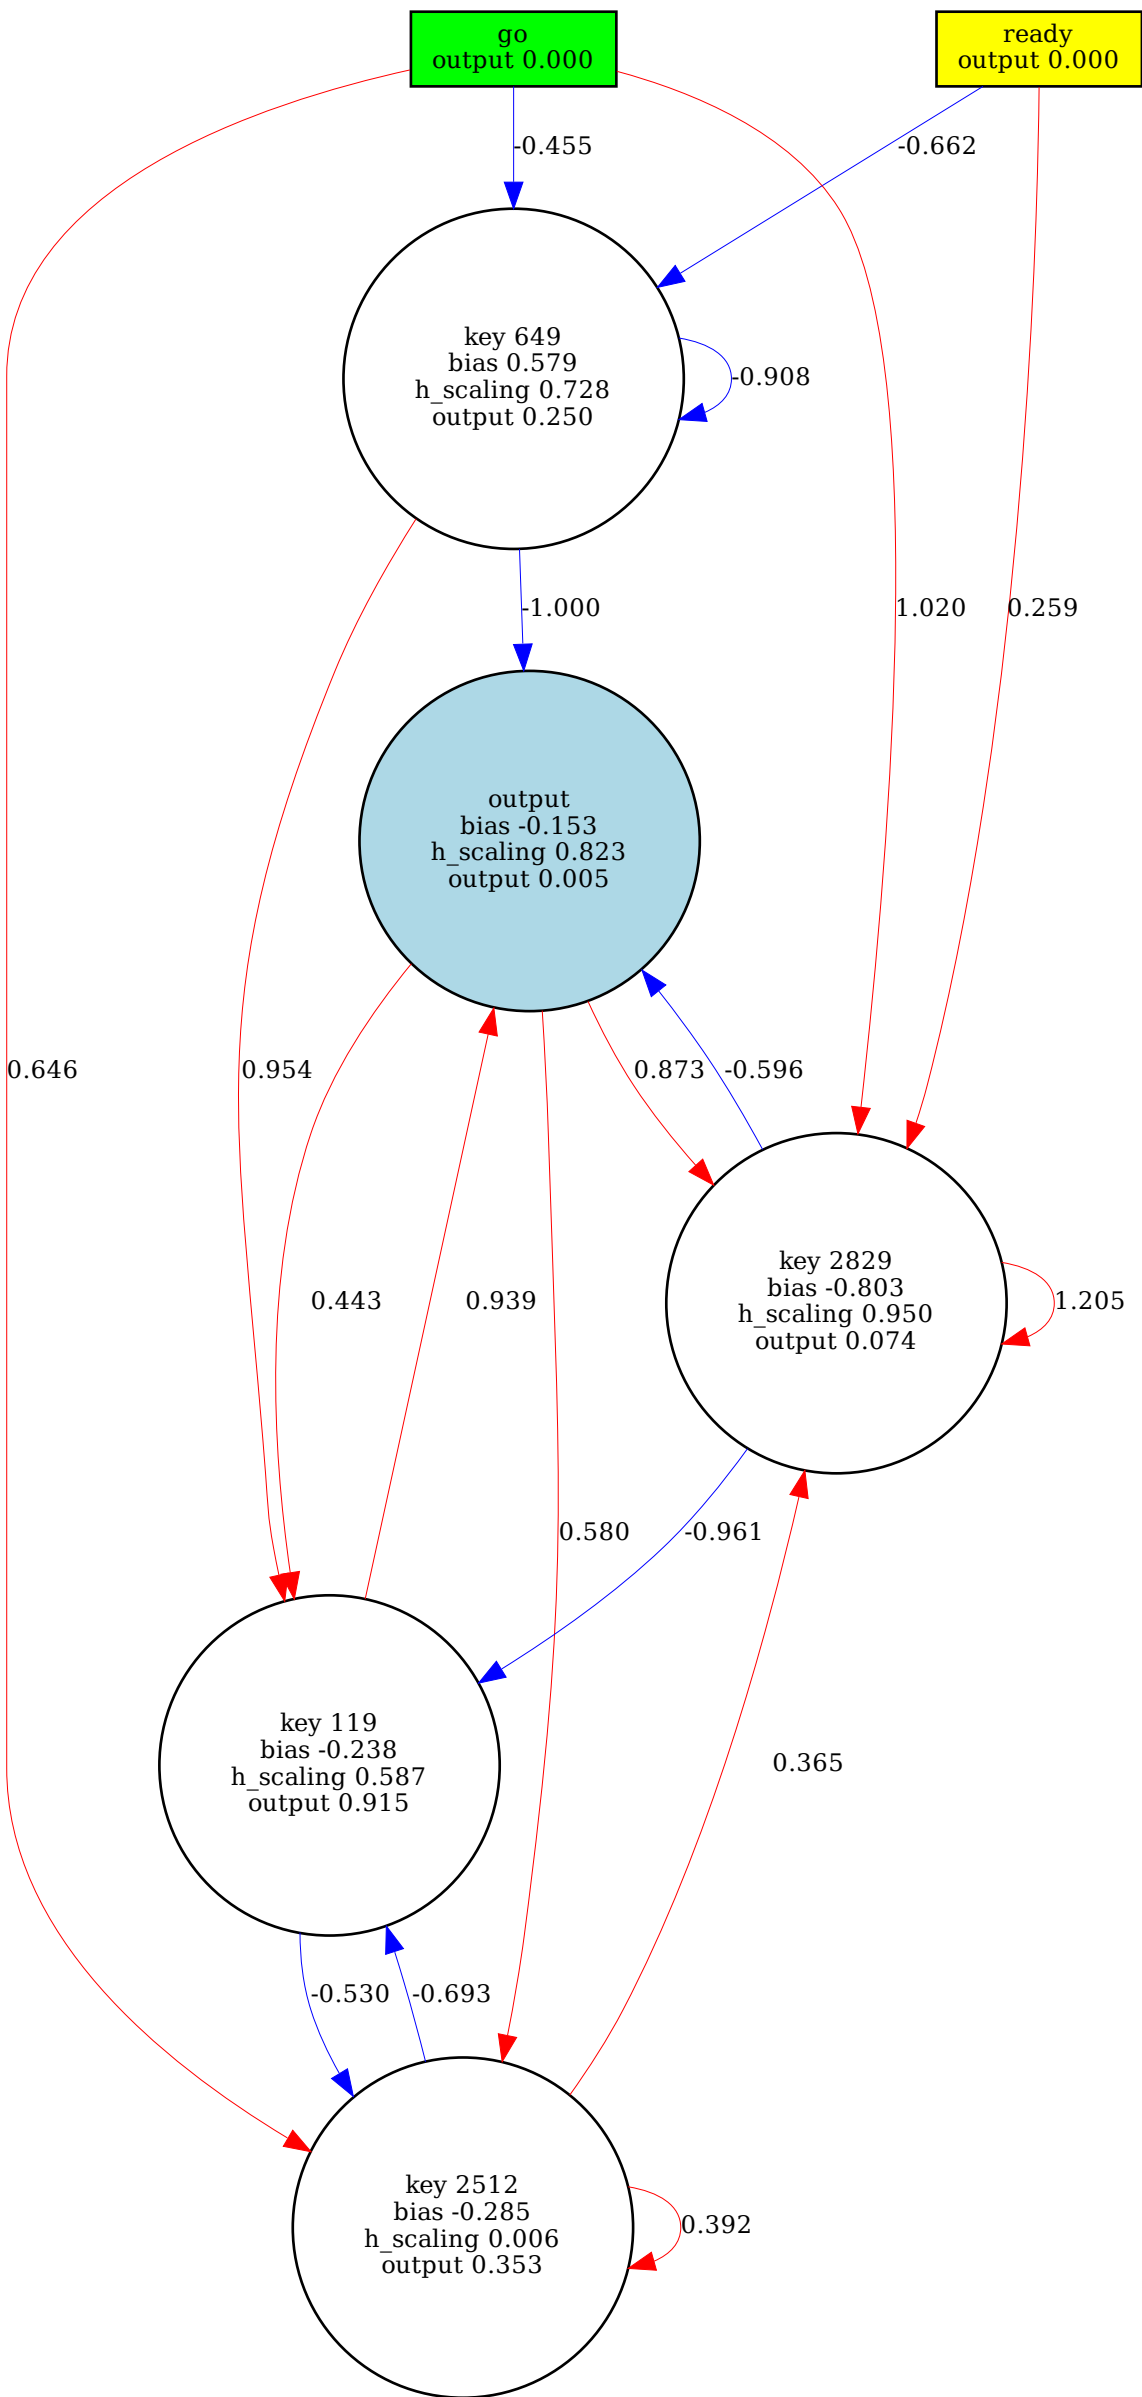 go
output 0.000
ready
output 0.000
-0.455
-0.662
key 649
bias 0.579
h_scaling 0.728
output 0.250
-0.908
-1.000
1.020
0.259
output
bias -0.153
h_scaling 0.823
output 0.005
0.646
0.954
0.873
-0.596
key 2829
bias -0.803
h_scaling 0.950
output 0.074
0.443
0.939
1.205
0.580
-0.961
key 119
bias -0.238
h_scaling 0.587
output 0.915
0.365
-0.530
-0.693
key 2512
bias -0.285
h_scaling 0.006
output 0.353
0.392